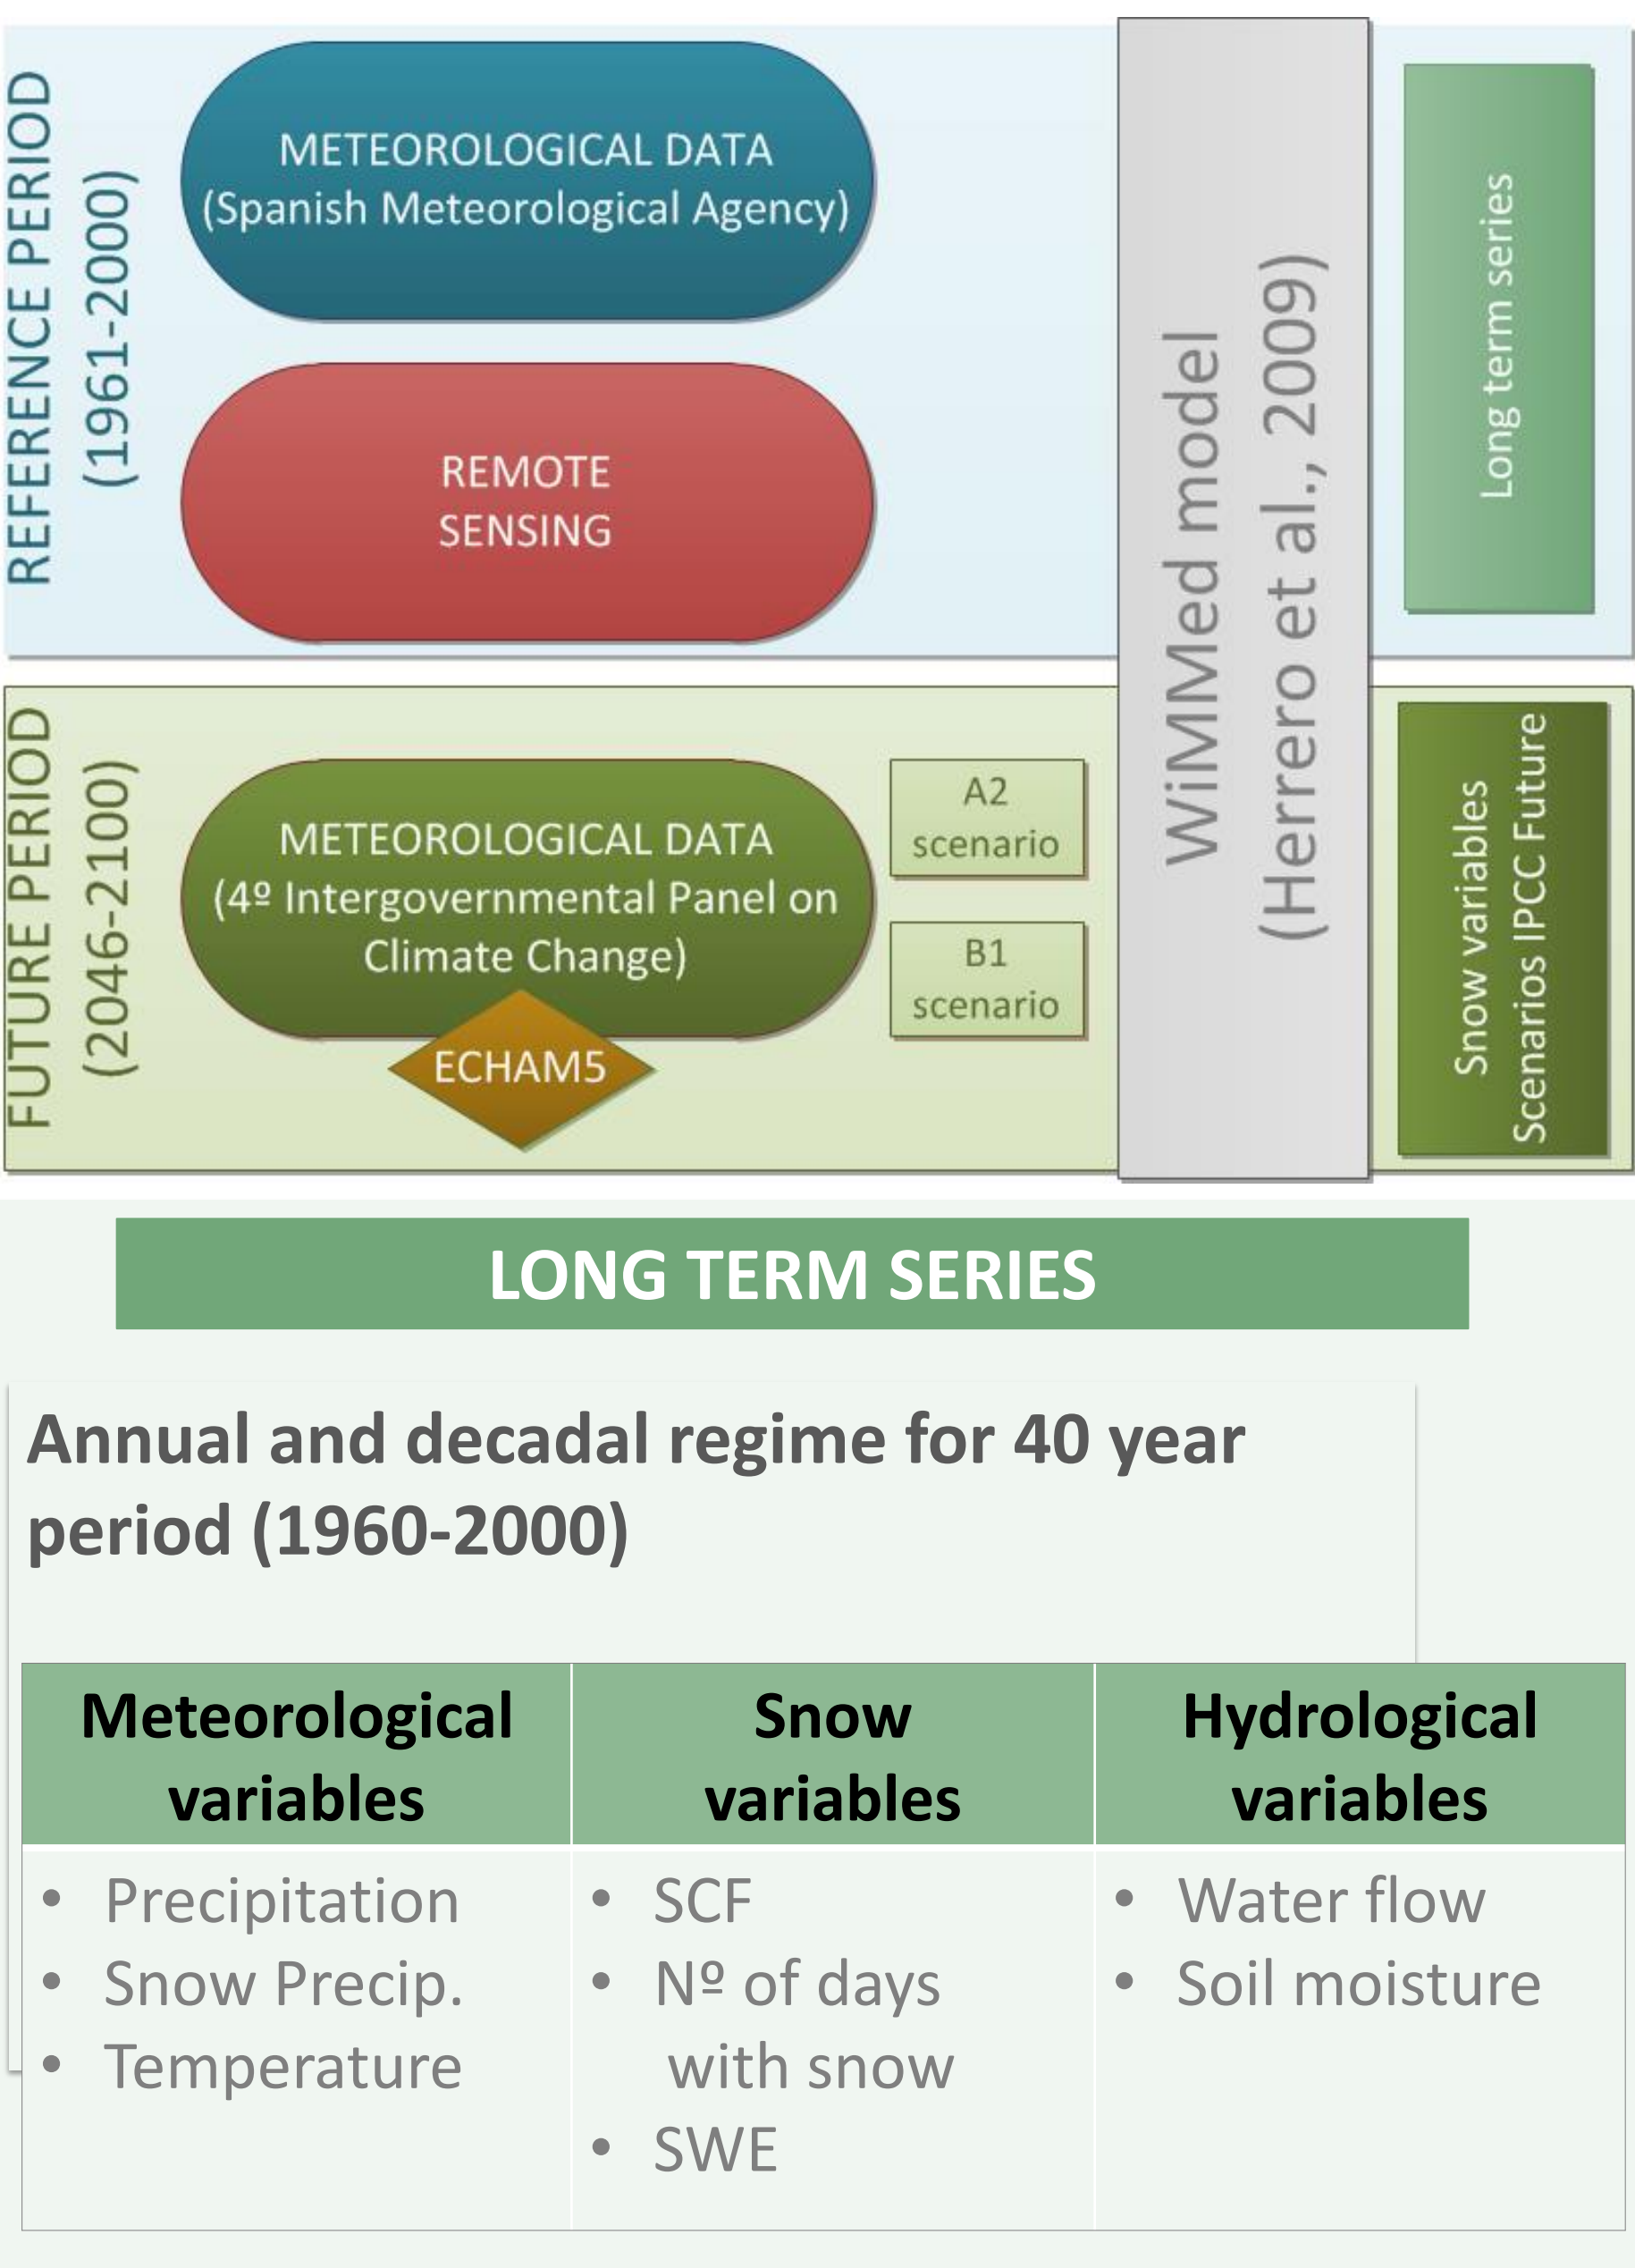 REFERENCE PERIOD
(1961-2000)
METEOROLOGICAL DATA
(Spanish Meteorological Agency)
REMOTE
SENSING
WiMMed model
(Herrero et al., 2009)
Long term series
FUTURE PERIOD
(2046-2100)
METEOROLOGICAL DATA
(4º Intergovernmental Panel on
Climate Change)
ECHAM5
A2
scenario
B1
scenario
Snow variables
Scenarios IPCC Future
LONG TERM SERIES
Annual and decadal regime for 40 year
period (1960-2000)
Meteorological
variables
Snow
variables
Hydrological
variables
• Precipitation
• Snow Precip.
• Temperature
• SCF
• Nº of days
with snow
• SWE
• Water flow
• Soil moisture